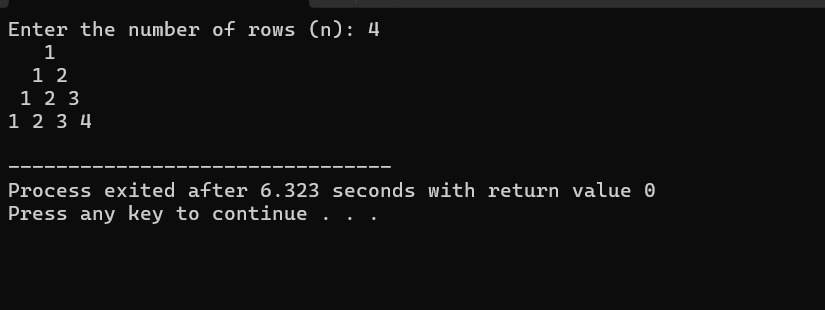 Enter the number of rows (n): 4
   1
  1 2
 1 2 3
1 2 3 4
--------------------------------
Process exited after 6.323 seconds with return value 0
Press any key to continue . . .